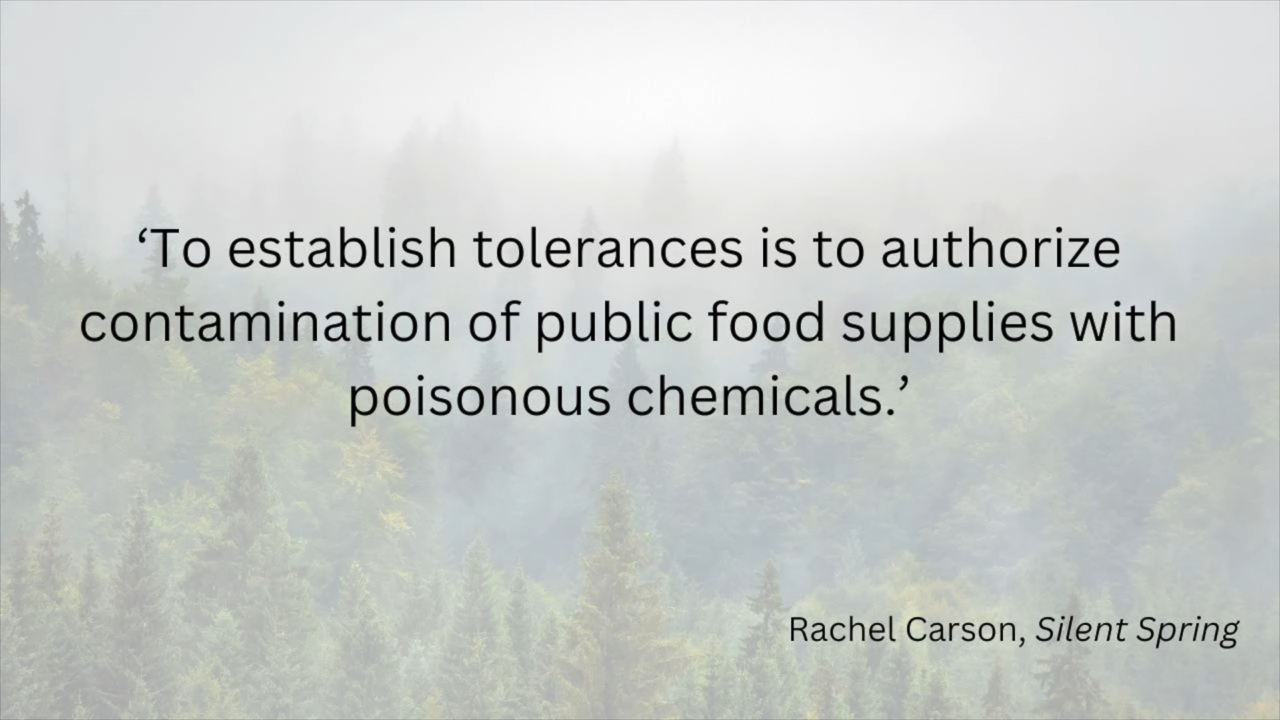 ‘To establish tolerances is to authorize
contamination of public food supplies with
poisonous chemicals.’
Rachel Carson, Silent Spring